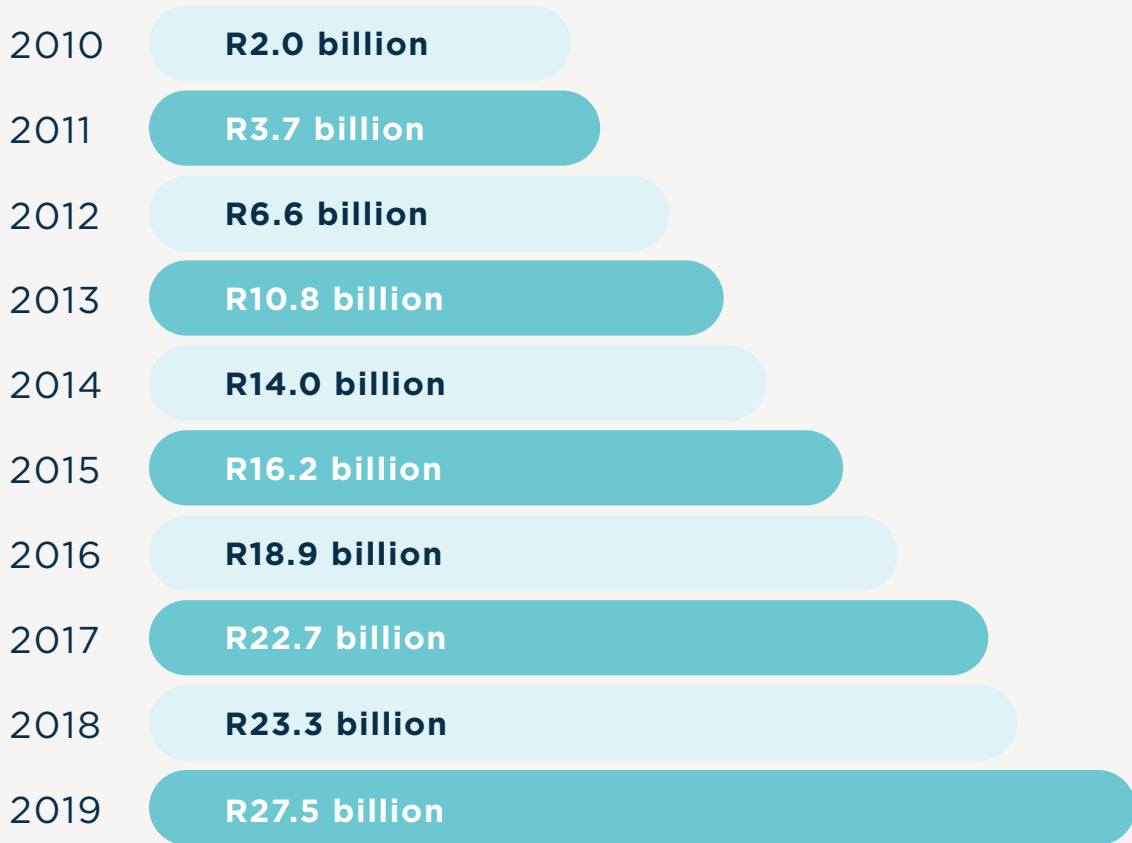 2010 R2.0 billion
2011 R3.7 billion
2012 R6.6 billion
2013 R10.8 billion
2014 R14.0 billion
2015 R16.2 billion
2016 R18.9 billion
2017 R22.7 billion
2018 R23.3 billion
2019 R27.5 billion